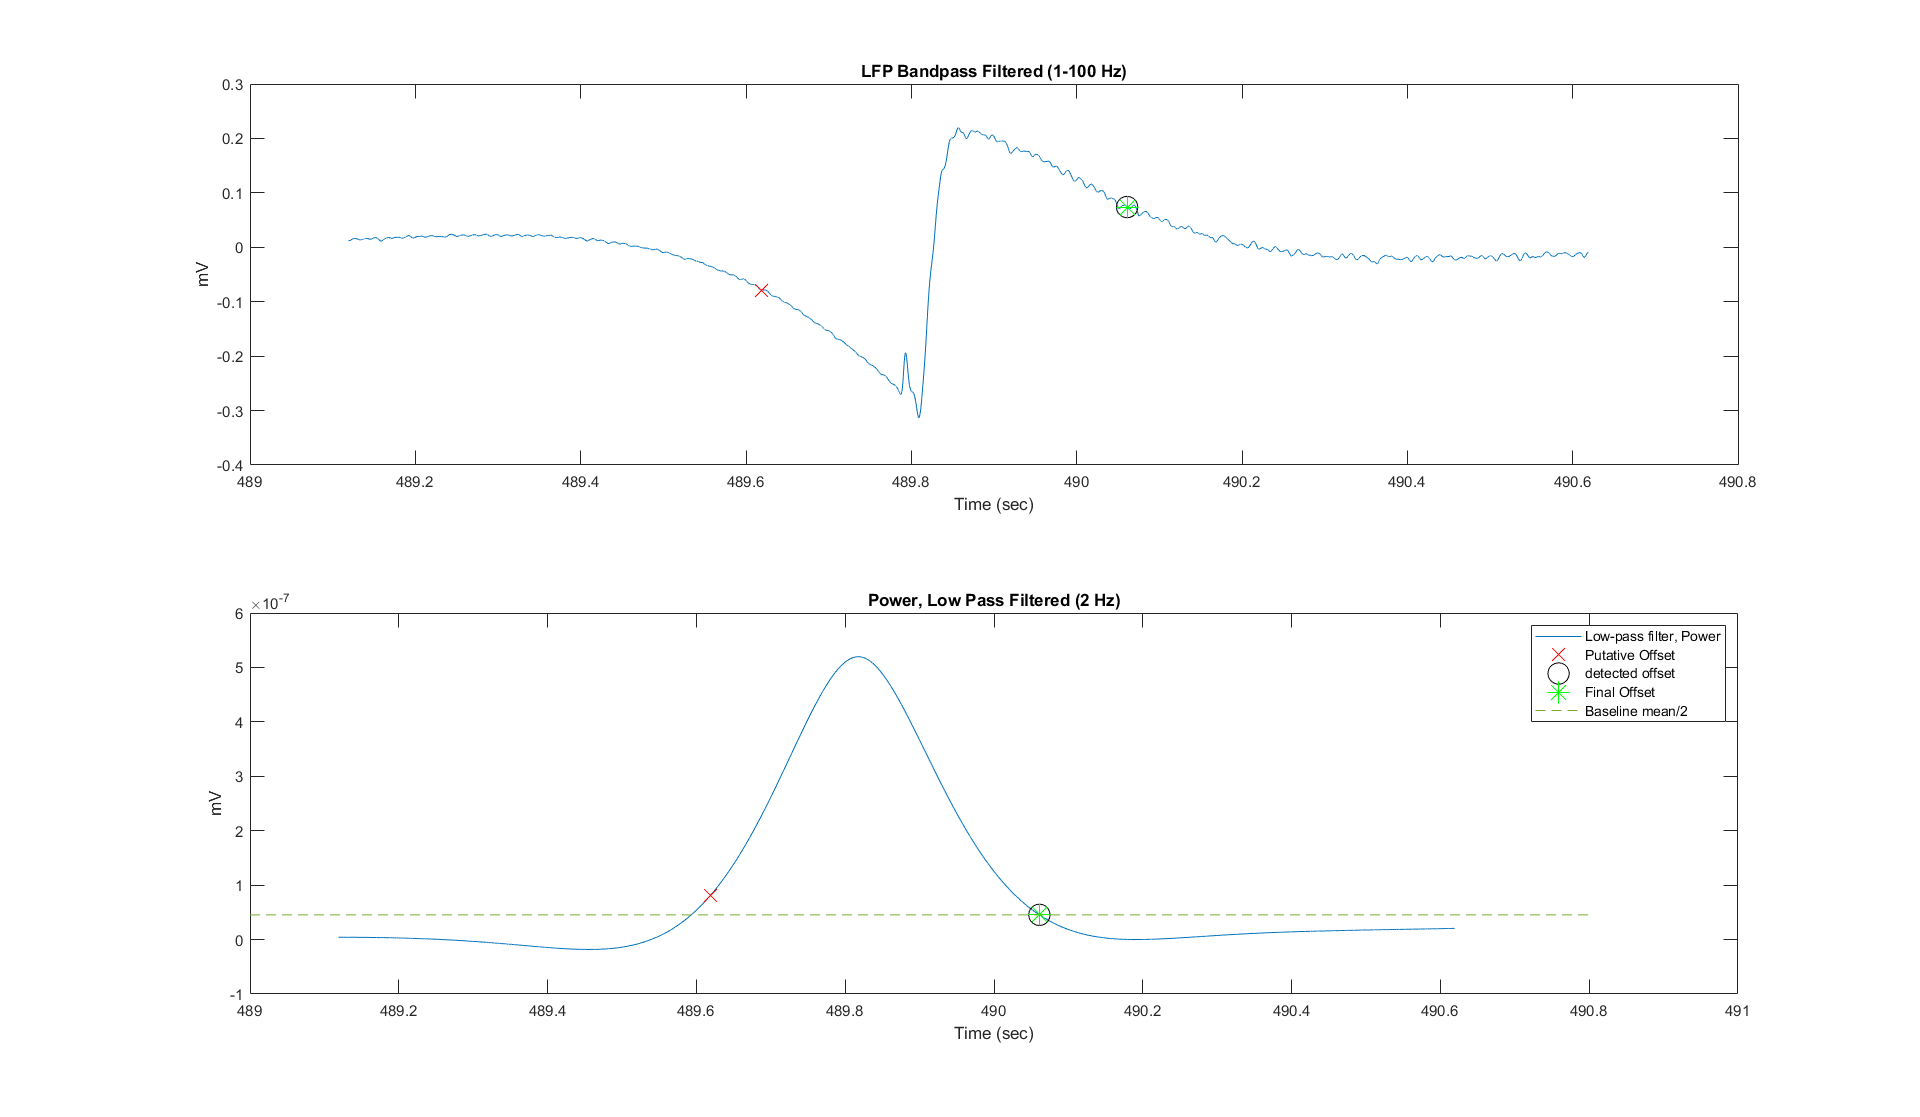 LFP Bandpass Filtered (1-100 Hz)
0.3
0.2
0.1
0
-0.1
-0.2
-0.3
-0.4
mV
489 489.2 489.4 489.6 489.8 490 490.2 490.4 490.6 490.8
Time (sec)
Power, Low Pass Filtered (2 Hz)
×10⁻⁷
6
5
4
3
2
1
0
-1
mV
Low-pass filter, Power
Putative Offset
detected offset
Final Offset
Baseline mean/2
489 489.2 489.4 489.6 489.8 490 490.2 490.4 490.6 490.8 491
Time (sec)